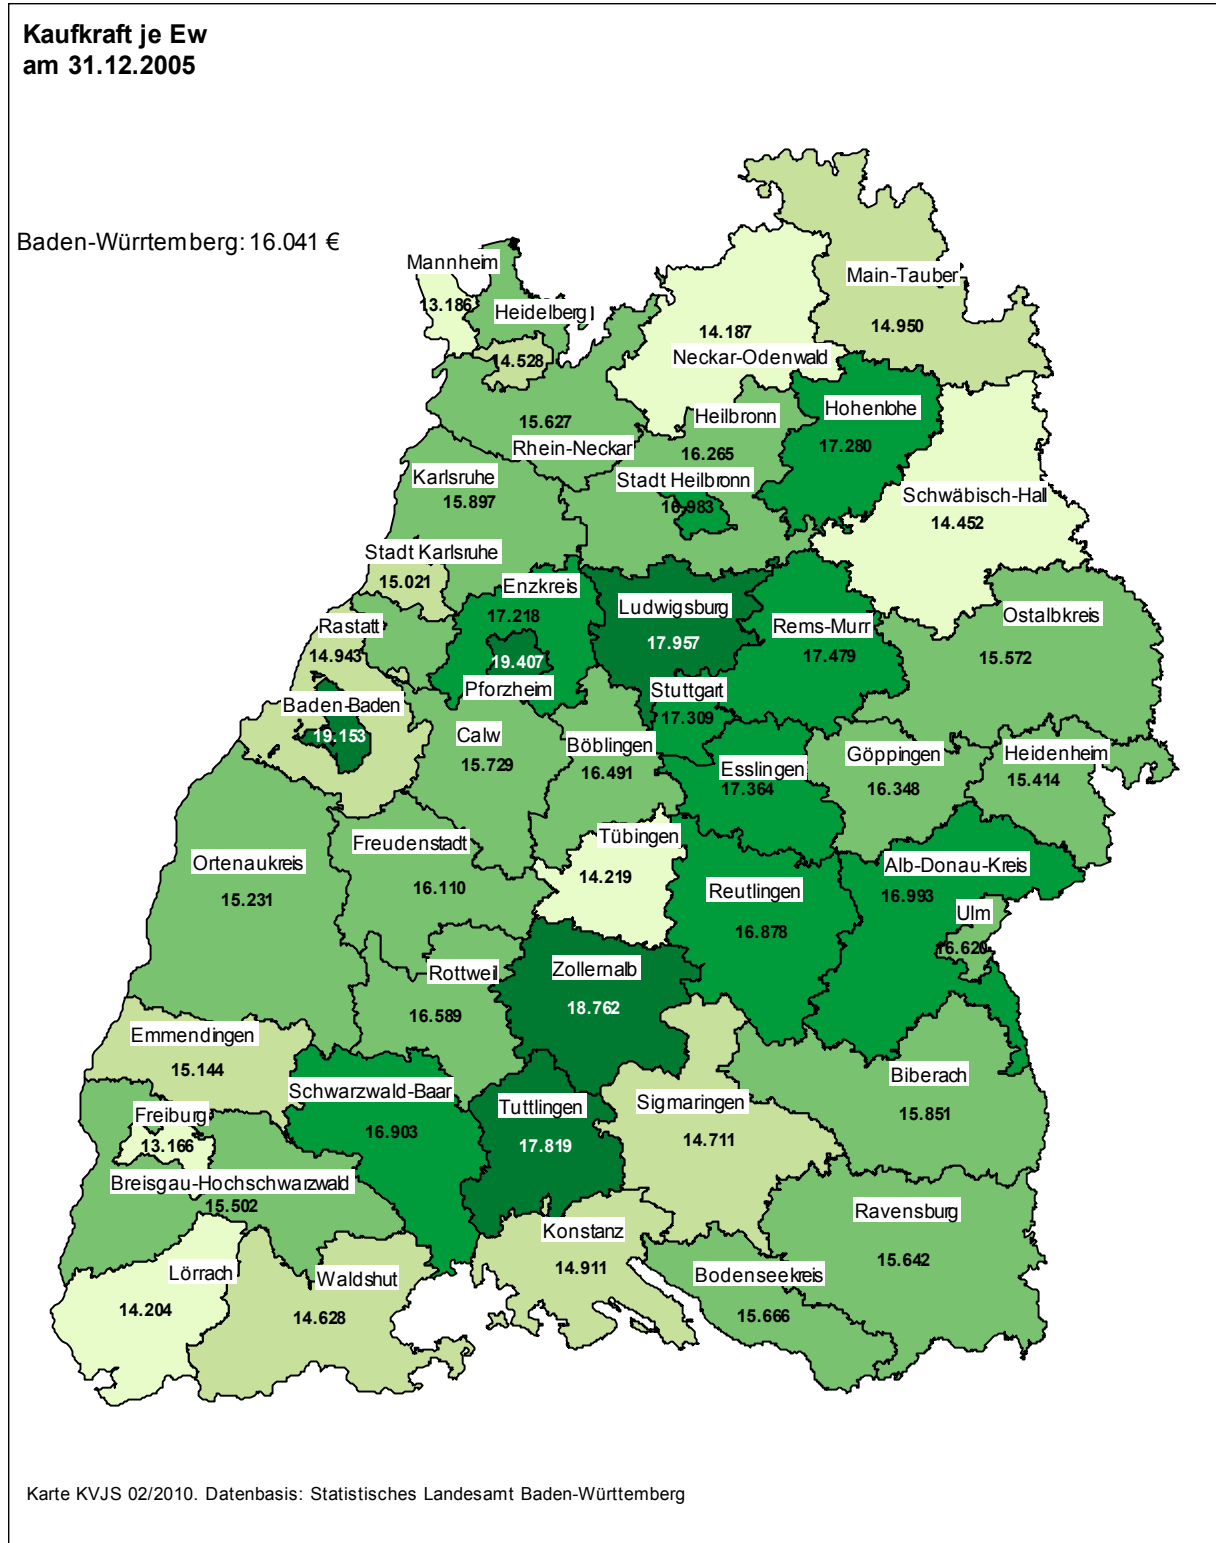 Kaufkraft je Ew
am 31.12.2005
Baden-Würrtemberg: 16.041 €
Mannheim
13.186
Heidelberg
14.528
Main-Tauber
14.950
14.187
Neckar-Odenwald
15.627
Rhein-Neckar
Heilbronn
16.265
Hohenlohe
17.280
Karlsruhe
15.897
Stadt Heilbronn
16.983
Schwäbisch-Hall
14.452
Stadt Karlsruhe
15.021
Enzkreis
17.218
Ludwigsburg
17.957
Rems-Murr
17.479
Ostalbkreis
15.572
Rastatt
14.943
19.407
Pforzheim
Stuttgart
17.309
Baden-Baden
19.153
Calw
15.729
Böblingen
16.491
Esslingen
17.364
Göppingen
16.348
Heidenheim
15.414
Ortenaukreis
15.231
Freudenstadt
16.110
Tübingen
14.219
Reutlingen
16.878
Alb-Donau-Kreis
16.993
Ulm
16.620
Rottweil
16.589
Zollernalb
18.762
Emmendingen
15.144
Schwarzwald-Baar
16.903
Tuttlingen
17.819
Sigmaringen
14.711
Biberach
15.851
Freiburg
13.166
Breisgau-Hochschwarzwald
15.502
Konstanz
14.911
Ravensburg
15.642
Lörrach
14.204
Waldshut
14.628
Bodenseekreis
15.666
Karte KVJS 02/2010. Datenbasis: Statistisches Landesamt Baden-Württemberg